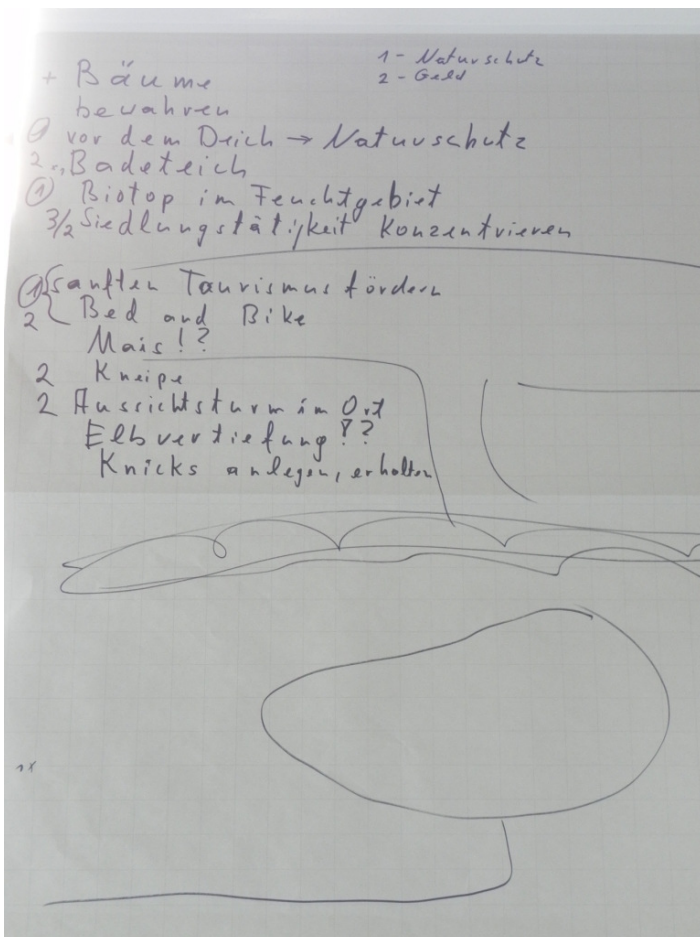 1 - Naturschutz
2 - Geld
+ Bäume
bewahren
1 vor dem Deich → Naturschutz
2 Badeteich
1 Biotop im Feuchtgebiet
3/2 Siedlungstätigkeit konzentrieren
1 sanften Taurismus fördern
2 Bed and Bike
Mais!?
2 Kneipe
2 Aussichtsturm im Ort
Elbvertiefung!??
Knicks anlegen, erhalten